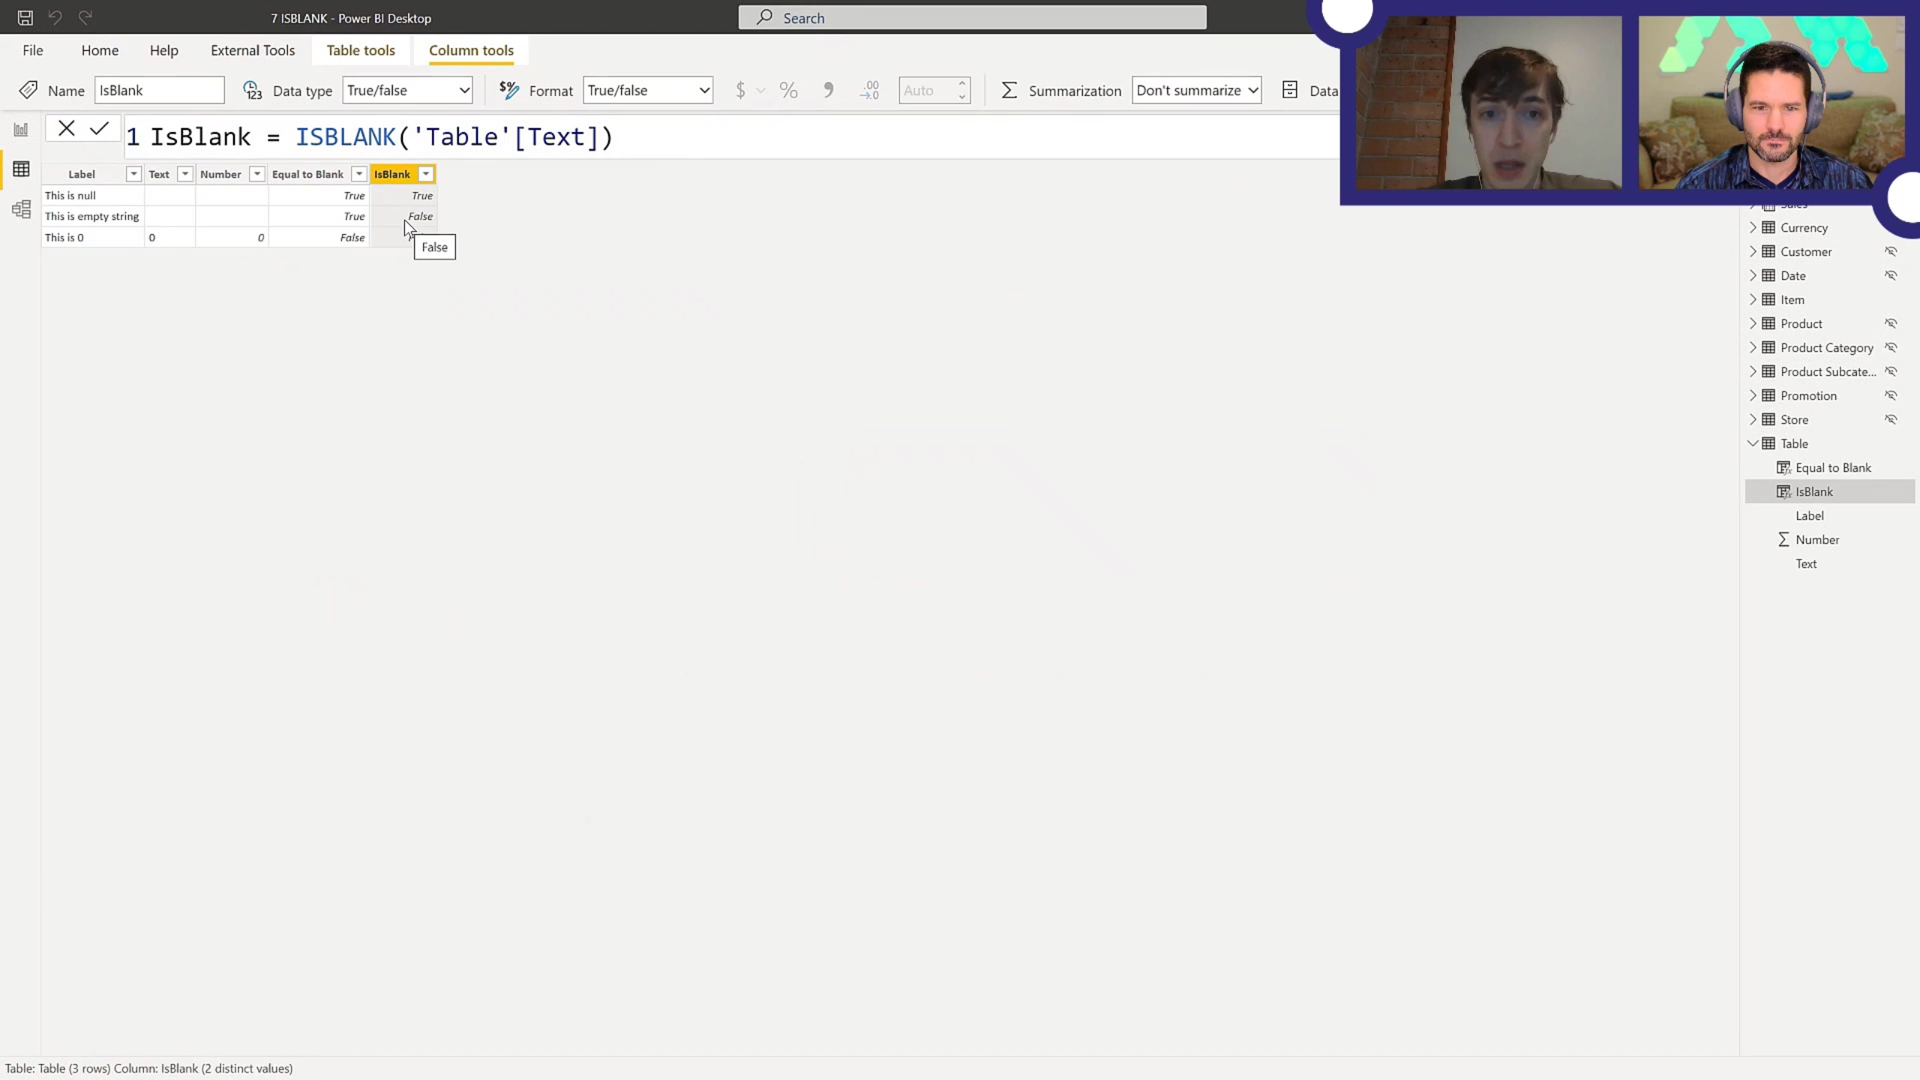 7 ISBLANK - Power BI Desktop
Search
File Home Help External Tools Table tools Column tools
Name IsBlank Data type True/false Format True/false $ % Auto Summarization Don't summarize Data
1 IsBlank = ISBLANK('Table'[Text])
Label Text Number Equal to Blank IsBlank
This is null True True
This is empty string True False
This is 0 0 0 False
False
Sales
Currency
Customer
Date
Item
Product
Product Category
Product Subcate...
Promotion
Store
Table
Equal to Blank
IsBlank
Label
Number
Text
Table: Table (3 rows) Column: IsBlank (2 distinct values)